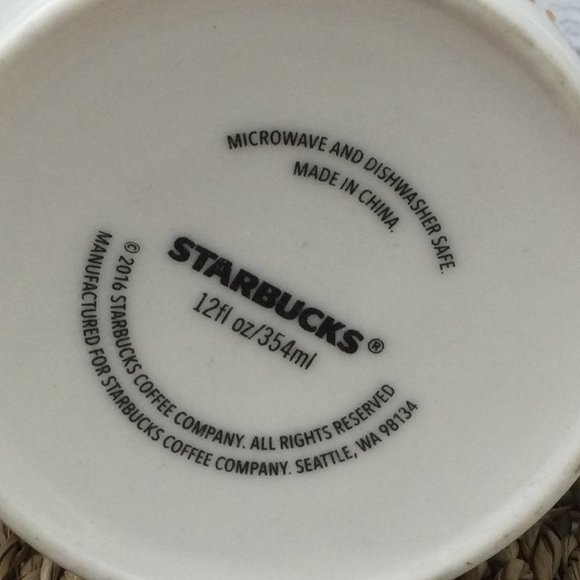 MICROWAVE AND DISHWASHER SAFE.
MADE IN CHINA.
STARBUCKS®
12fl oz/354ml
© 2016 STARBUCKS COFFEE COMPANY. ALL RIGHTS RESERVED
MANUFACTURED FOR STARBUCKS COFFEE COMPANY. SEATTLE, WA 98134